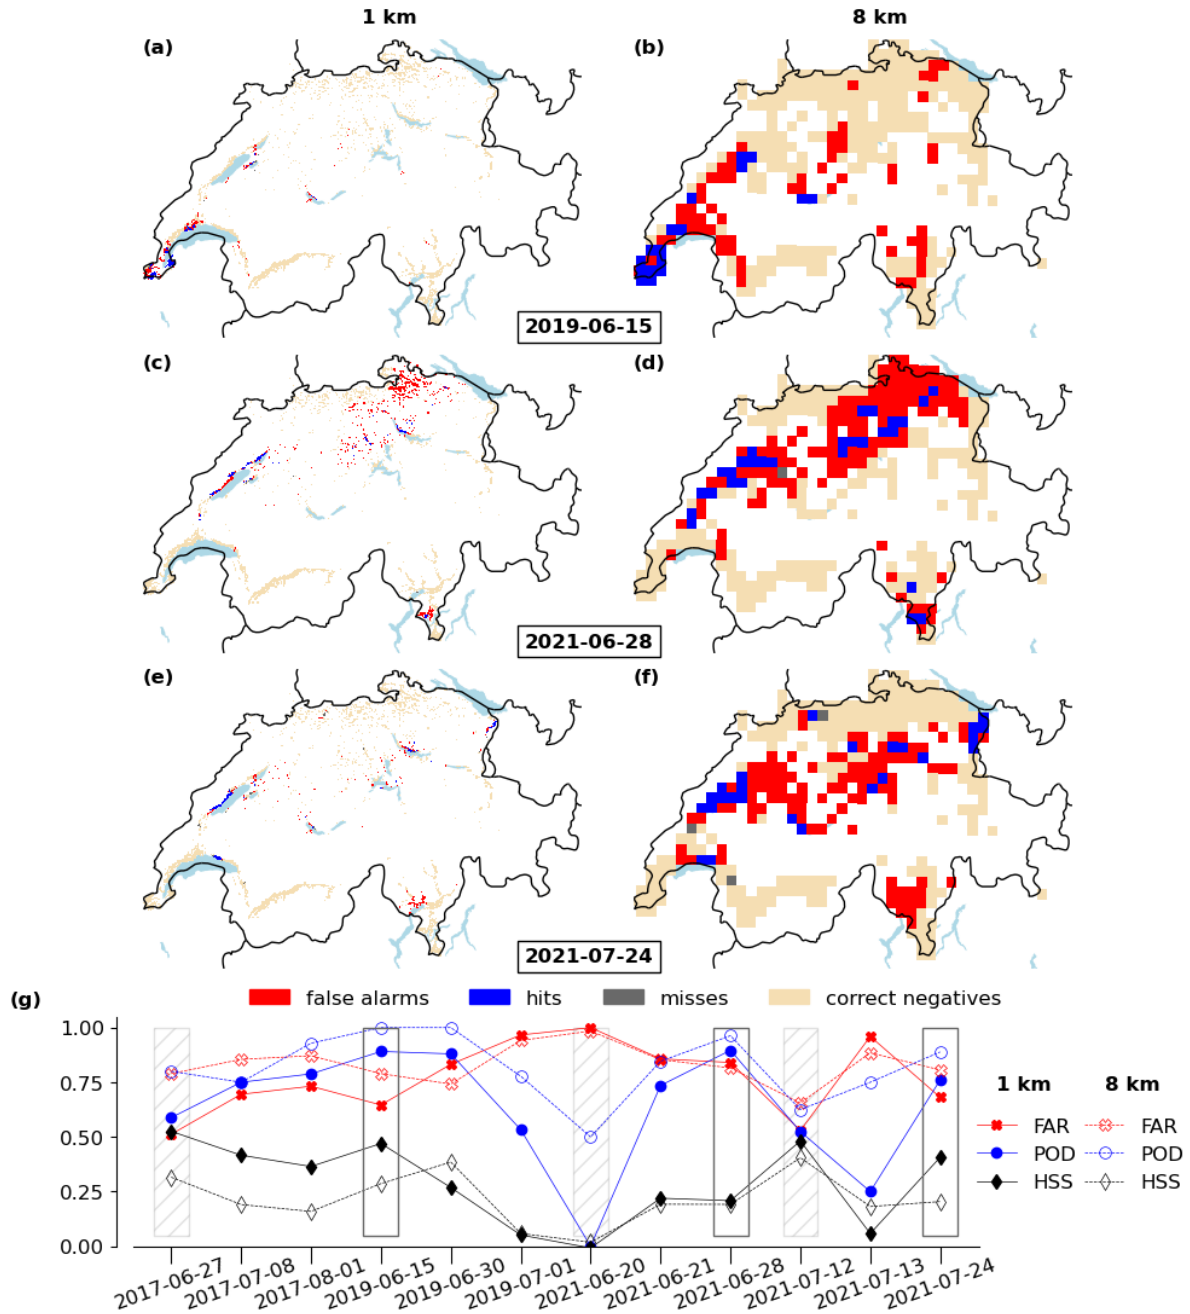 1 km 8 km
(a) (b)
2019-06-15
(c) (d)
2021-06-28
(e) (f)
2021-07-24
(g)
false alarms hits misses correct negatives
1.00
0.75
0.50
0.25
0.00
1 km 8 km
FAR FAR
POD POD
HSS HSS
2017-06-27 2017-07-08 2017-08-01 2019-06-15 2019-06-30 2019-07-01 2021-06-20 2021-06-21 2021-06-28 2021-07-12 2021-07-13 2021-07-24